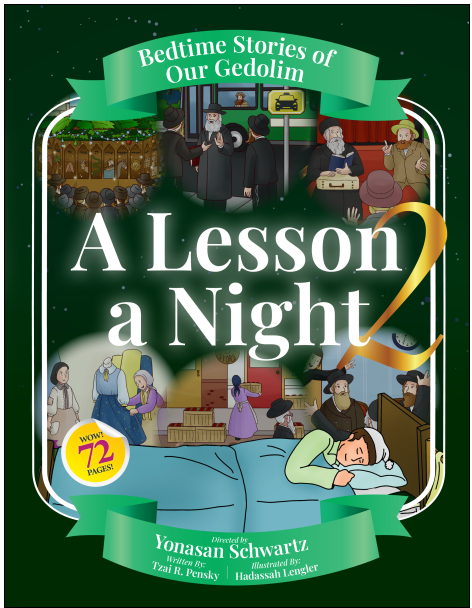 Bedtime Stories of
Our Gedolim
A Lesson
a Night
2
WOW!
72
PAGES!
Directed by
Yonasan Schwartz
Written By:
Tzai R. Pensky
Illustrated By:
Hadassah Lengler